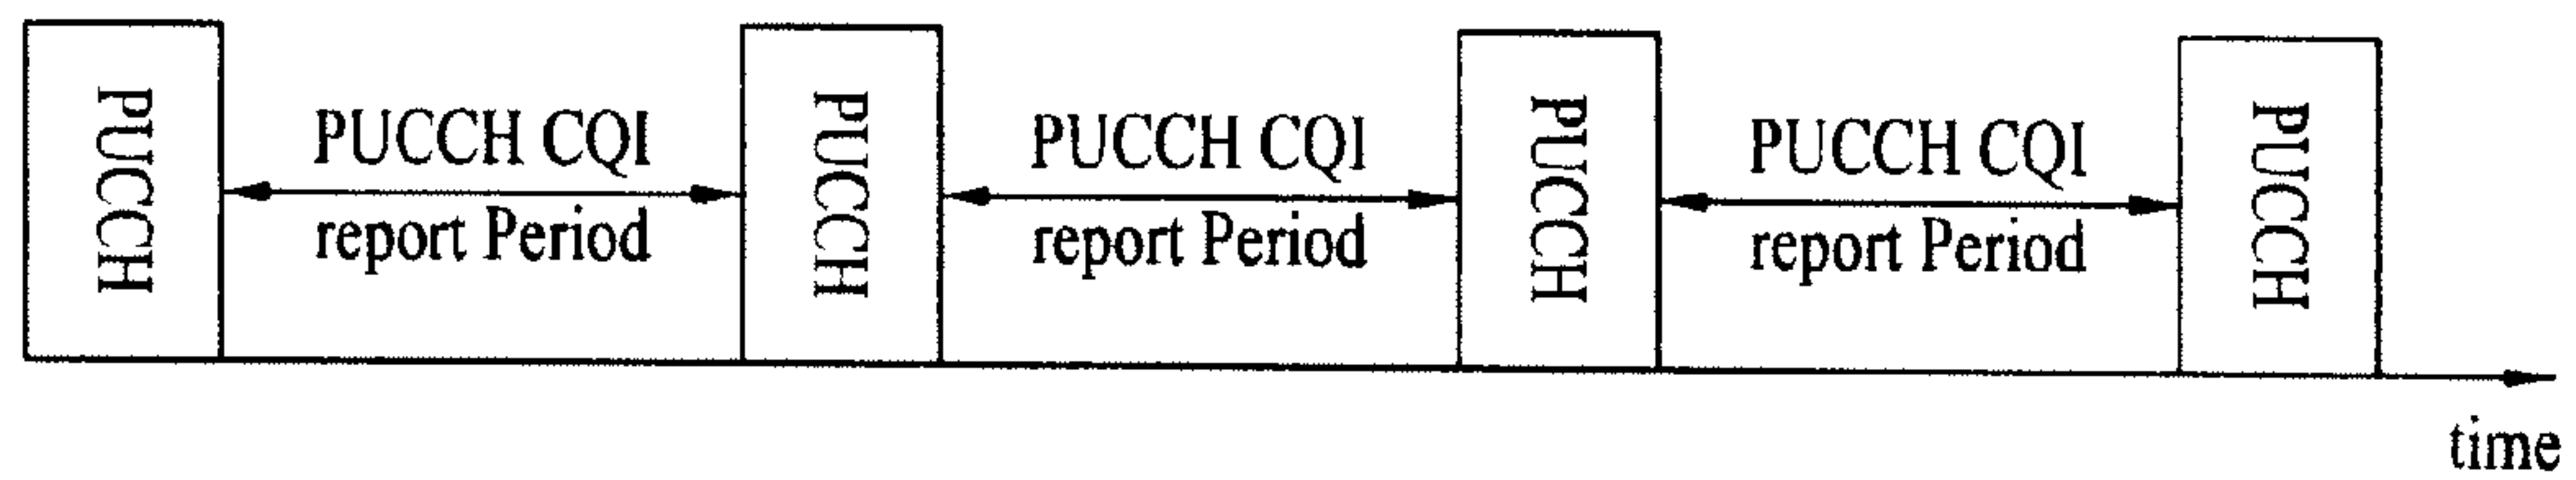 PUCCH
PUCCH CQI
report Period
PUCCH
PUCCH CQI
report Period
PUCCH
PUCCH CQI
report Period
PUCCH
time